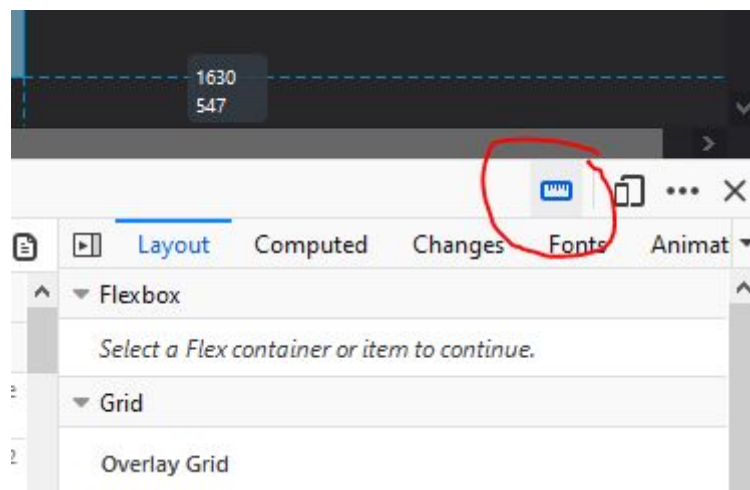 1630
547
Layout Computed Changes Fonts Animat
Flexbox
Select a Flex container or item to continue.
Grid
Overlay Grid